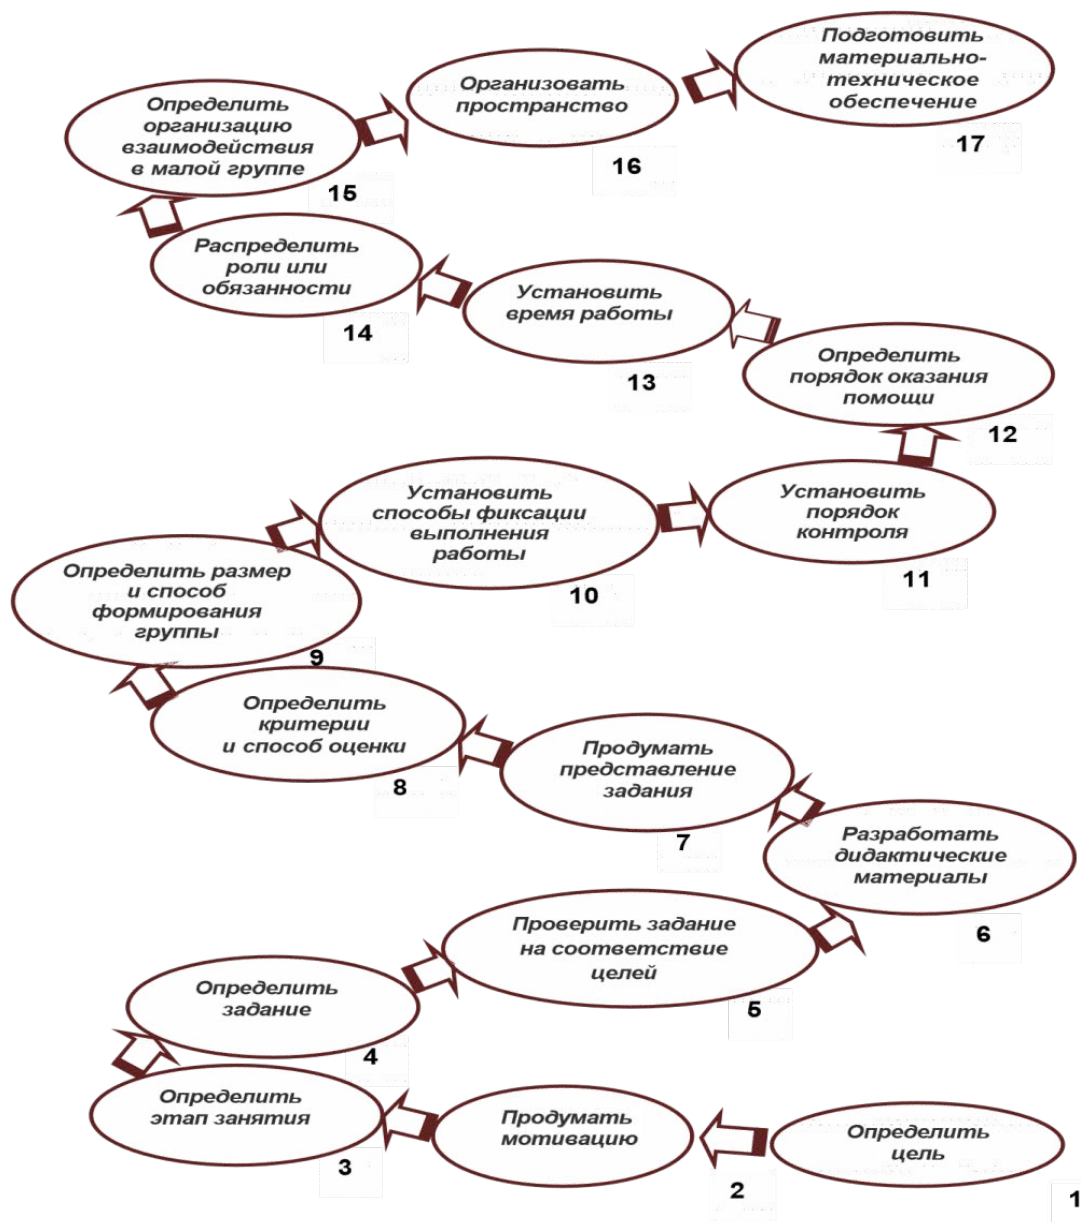 Подготовить
материально-
техническое
обеспечение
17
Организовать
пространство
16
Определить
организацию
взаимодействия
в малой группе
15
Распределить
роли или
обязанности
14
Установить
время работы
13
Определить
порядок оказания
помощи
12
Установить
порядок
контроля
11
Установить
способы фиксации
выполнения
работы
10
Определить размер
и способ
формирования
группы
9
Определить
критерии
и способ оценки
8
Продумать
представление
задания
7
Разработать
дидактические
материалы
6
Проверить задание
на соответствие
целей
5
Определить
задание
4
Определить
этап занятия
3
Продумать
мотивацию
2
Определить
цель
1